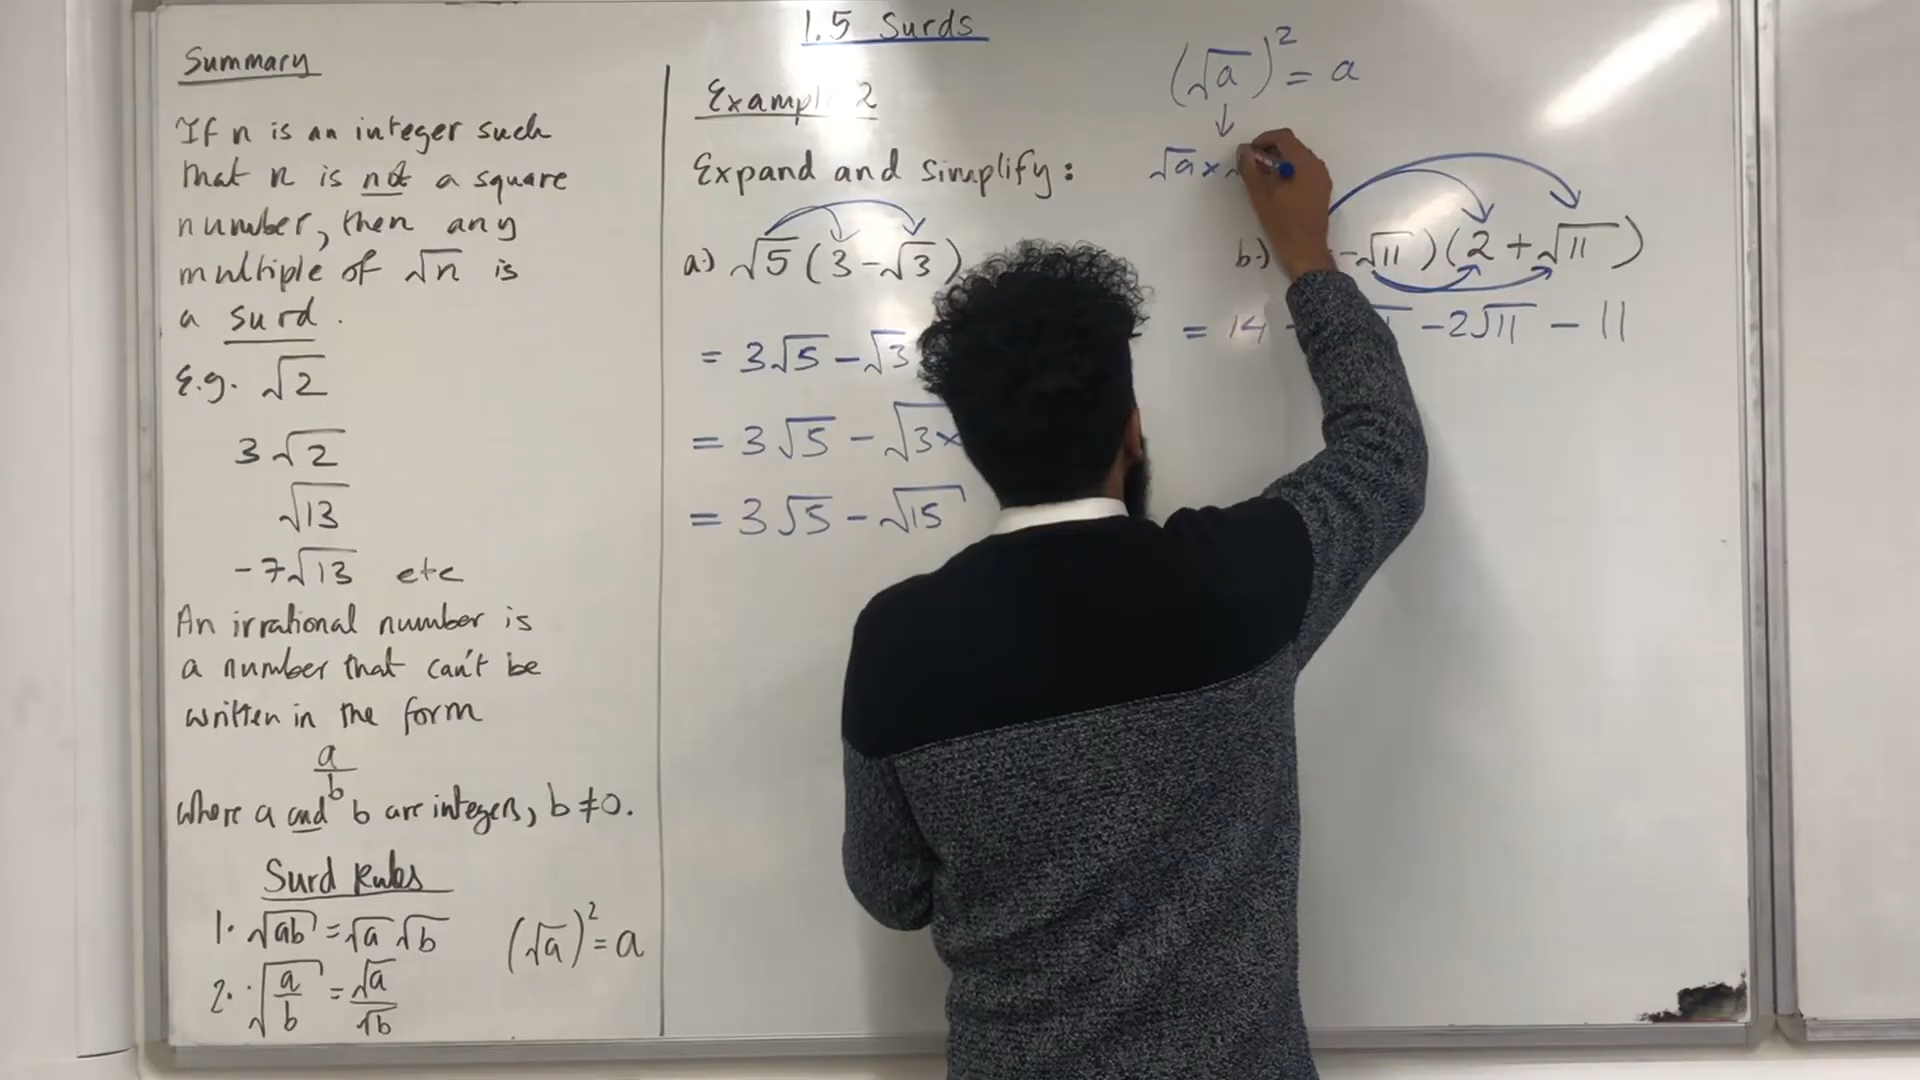 1.5 Surds
Summary
If n is an integer such
that n is not a square
number, then any
multiple of √n is
a surd.
E.g. √2
3√2
√13
-7√13 etc
An irrational number is
a number that can't be
written in the form
a/b
where a and b are integers, b≠0.
Surd Rules
1. √ab = √a √b
(√a)² = a
2. √(a/b) = √a/√b
Example 2
Expand and simplify:
a.) √5 (3-√3)
= 3√5 - √3
= 3√5 - √3×
= 3√5 - √15
(√a)² = a
↓
√a ×
b.) -√11)(2+√11)
= 14 -2√11 - 11